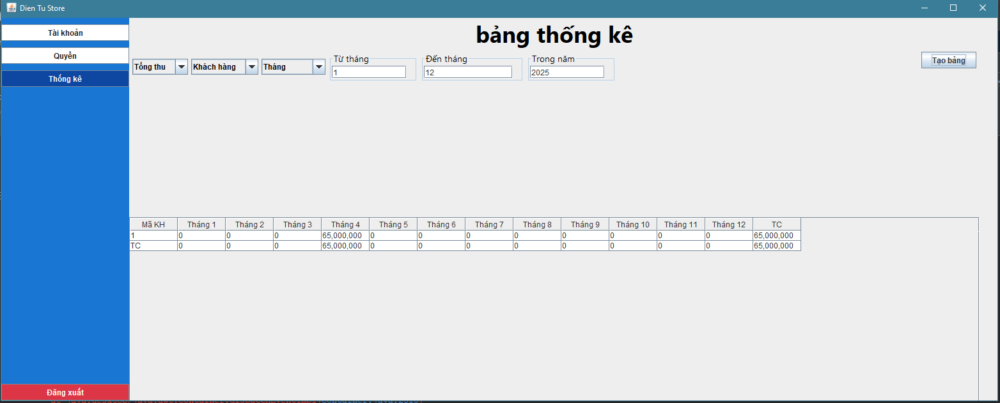 Dien Tu Store
Tài khoản
Quyền
Thống kê
Đăng xuất
bảng thống kê
Tổng thu Khách hàng Tháng
Từ tháng Đến tháng Trong năm
1 12 2025
Tạo bảng
Mã KH Tháng 1 Tháng 2 Tháng 3 Tháng 4 Tháng 5 Tháng 6 Tháng 7 Tháng 8 Tháng 9 Tháng 10 Tháng 11 Tháng 12 TC
1 0 0 0 65,000,000 0 0 0 0 0 0 0 0 65,000,000
TC 0 0 0 65,000,000 0 0 0 0 0 0 0 0 65,000,000